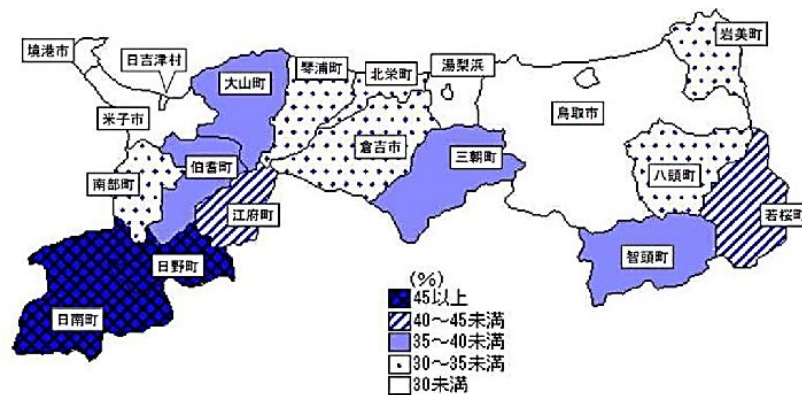 境港市
日吉津村
大山町
琴浦町
北栄町
湯梨浜
岩美町
米子市
鳥取市
南部町
伯耆町
倉吉市
三朝町
八頭町
江府町
若桜町
日野町
智頭町
日南町
(%)
45以上
40～45未満
35～40未満
30～35未満
30未満